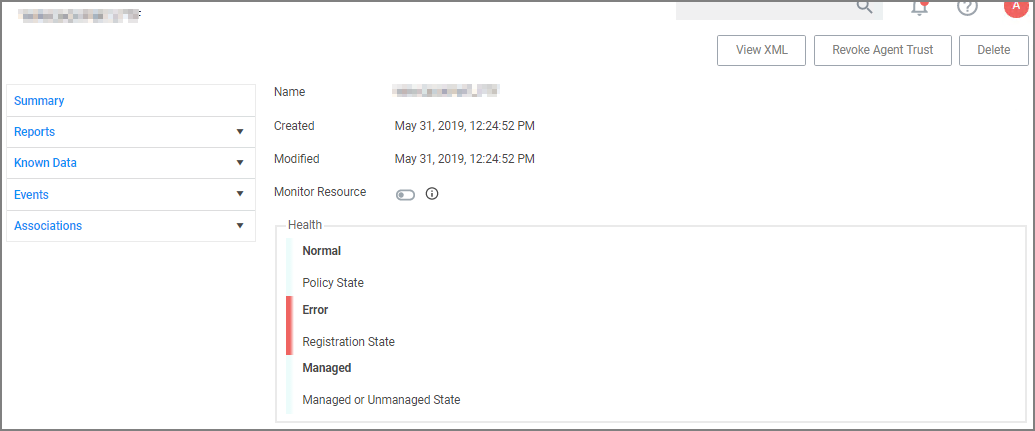 A
View XML
Revoke Agent Trust
Delete
Summary
Reports
Known Data
Events
Associations
Name
Created May 31, 2019, 12:24:52 PM
Modified May 31, 2019, 12:24:52 PM
Monitor Resource
Health
Normal
Policy State
Error
Registration State
Managed
Managed or Unmanaged State